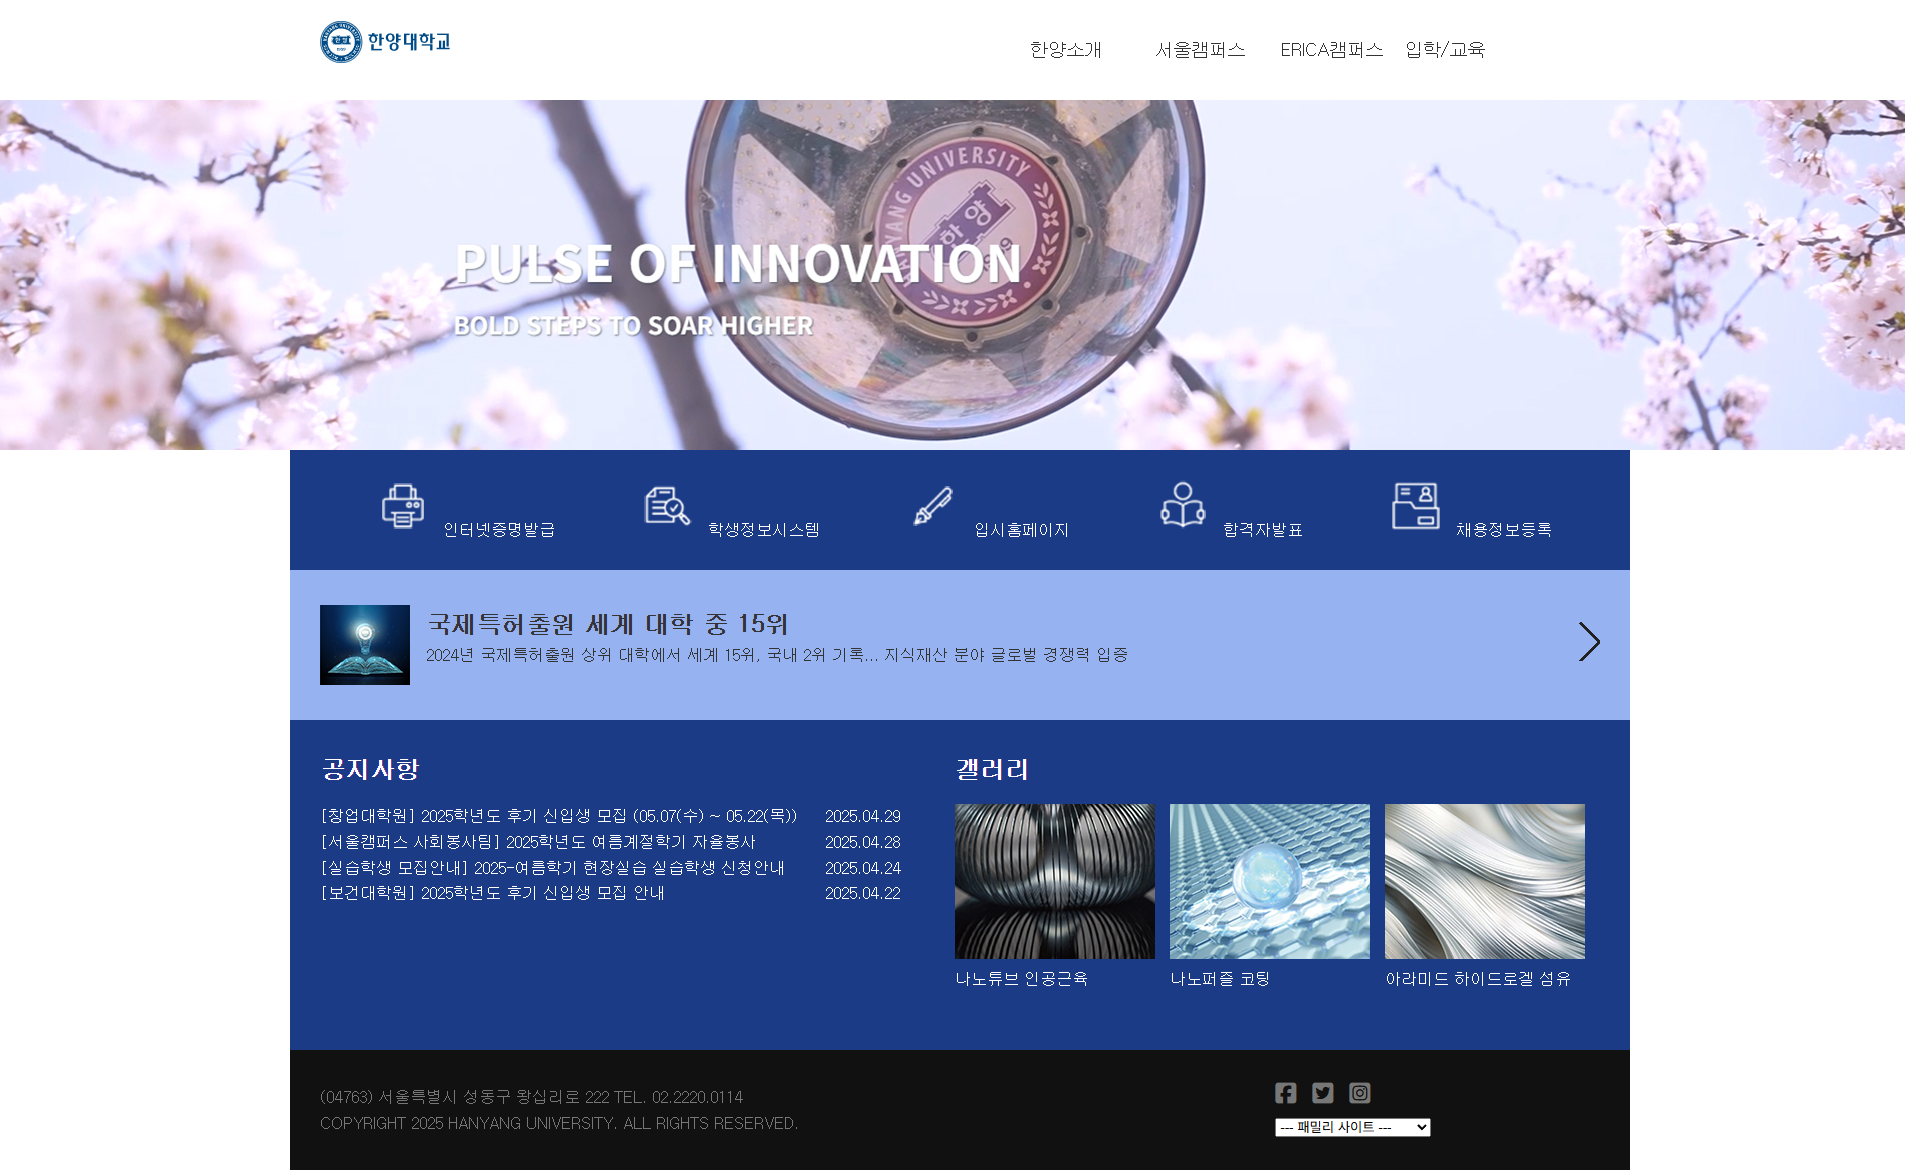 한양대학교
한양소개 서울캠퍼스 ERICA캠퍼스 입학/교육
HANYANG UNIVERSITY
한양
PULSE OF INNOVATION
BOLD STEPS TO SOAR HIGHER
인터넷증명발급 학생정보시스템 입시홈페이지 합격자발표 채용정보등록
국제특허출원 세계 대학 중 15위
2024년 국제특허출원 상위 대학에서 세계 15위, 국내 2위 기록... 지식재산 분야 글로벌 경쟁력 입증
공지사항
[창업대학원] 2025학년도 후기 신입생 모집 (05.07(수) ~ 05.22(목)) 2025.04.29
[서울캠퍼스 사회봉사팀] 2025학년도 여름계절학기 자율봉사 2025.04.28
[실습학생 모집안내] 2025-여름학기 현장실습 실습학생 신청안내 2025.04.24
[보건대학원] 2025학년도 후기 신입생 모집 안내 2025.04.22
갤러리
나노튜브 인공근육 나노퍼즐 코팅 아라미드 하이드로겔 섬유
(04763) 서울특별시 성동구 왕십리로 222 TEL. 02.2220.0114
COPYRIGHT 2025 HANYANG UNIVERSITY. ALL RIGHTS RESERVED.
--- 패밀리 사이트 ---